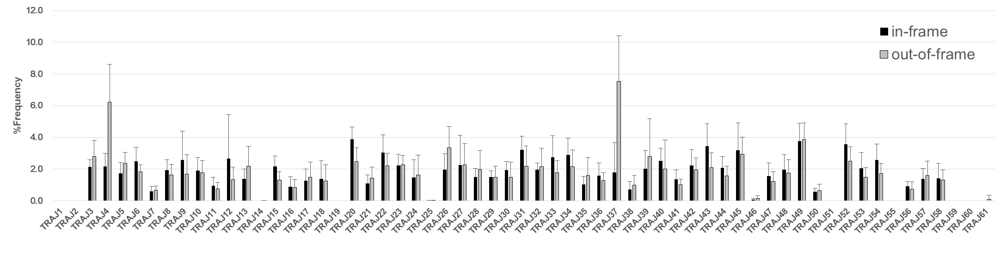 12.0
10.0
8.0
6.0
4.0
2.0
0.0
%Frequency
in-frame
out-of-frame
TRAJ1
TRAJ2
TRAJ3
TRAJ4
TRAJ5
TRAJ6
TRAJ7
TRAJ8
TRAJ9
TRAJ10
TRAJ11
TRAJ12
TRAJ13
TRAJ14
TRAJ15
TRAJ16
TRAJ17
TRAJ18
TRAJ19
TRAJ20
TRAJ21
TRAJ22
TRAJ23
TRAJ24
TRAJ25
TRAJ26
TRAJ27
TRAJ28
TRAJ29
TRAJ30
TRAJ31
TRAJ32
TRAJ33
TRAJ34
TRAJ35
TRAJ36
TRAJ37
TRAJ38
TRAJ39
TRAJ40
TRAJ41
TRAJ42
TRAJ43
TRAJ44
TRAJ45
TRAJ46
TRAJ47
TRAJ48
TRAJ49
TRAJ50
TRAJ51
TRAJ52
TRAJ53
TRAJ54
TRAJ55
TRAJ56
TRAJ57
TRAJ58
TRAJ59
TRAJ60
TRAJ61